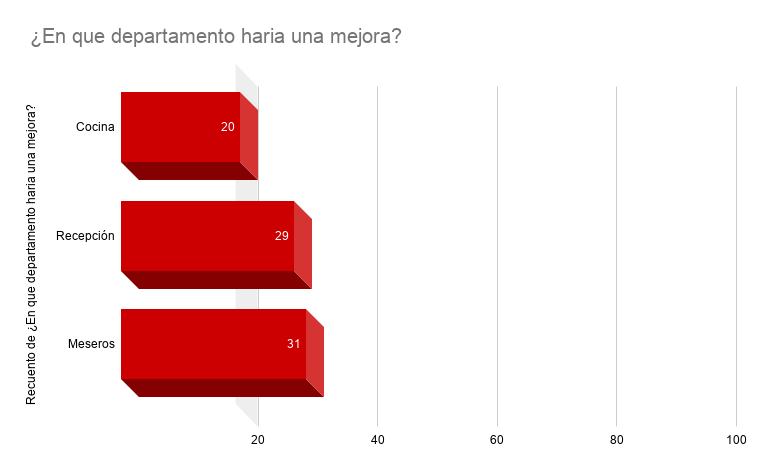 ¿En que departamento haria una mejora?
Recuento de ¿En que departamento haria una mejora?
Cocina
20
Recepción
29
Meseros
31
20 40 60 80 100